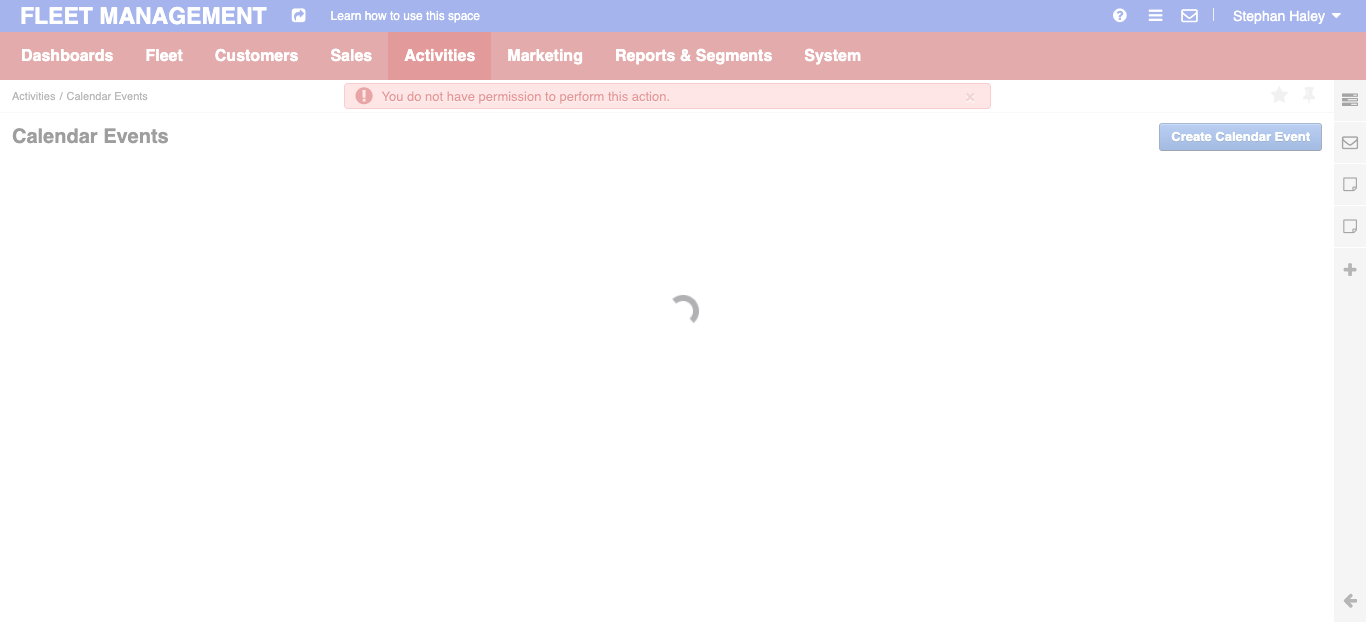 FLEET MANAGEMENT
Learn how to use this space
Stephan Haley
Dashboards Fleet Customers Sales Activities Marketing Reports & Segments System
Activities / Calendar Events
You do not have permission to perform this action.
×
Calendar Events
Create Calendar Event